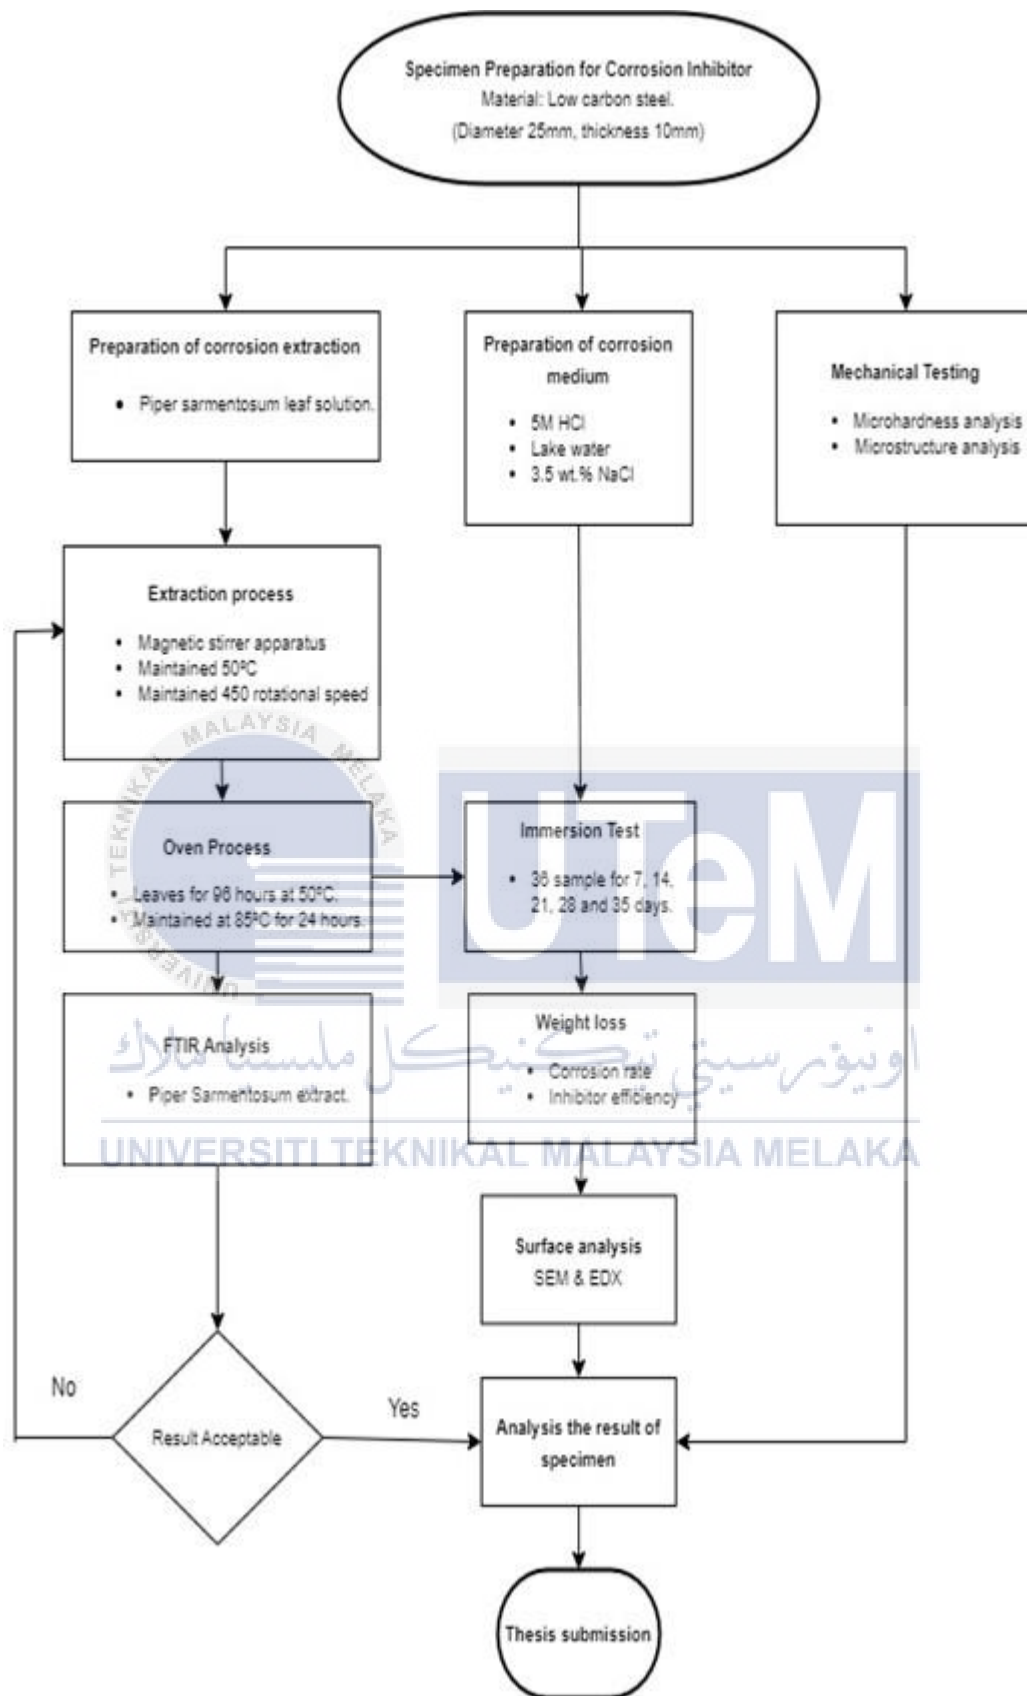 Specimen Preparation for Corrosion Inhibitor
Material: Low carbon steel.
(Diameter 25mm, thickness 10mm)
Preparation of corrosion extraction
• Piper sarmentosum leaf solution.
Preparation of corrosion
medium
• 5M HCl
• Lake water
• 3.5 wt.% NaCl
Mechanical Testing
• Microhardness analysis
• Microstructure analysis
Extraction process
• Magnetic stirrer apparatus
• Maintained 50ºC
• Maintained 450 rotational speed
Oven Process
• Leaves for 96 hours at 50ºC.
• Maintained at 85ºC for 24 hours.
Immersion Test
• 36 sample for 7, 14,
21, 28 and 35 days.
FTIR Analysis
• Piper Sarmentosum extract.
Weight loss
• Corrosion rate
• Inhibitor efficiency
Surface analysis
SEM & EDX
No
Result Acceptable
Yes
Analysis the result of
specimen
Thesis submission
UNIVERSITI TEKNIKAL MALAYSIA MELAKA
UTeM
اونيۏرسيتي تيكنيكل مليسيا ملاك
UNIVERSITI TEKNIKAL MALAYSIA MELAKA